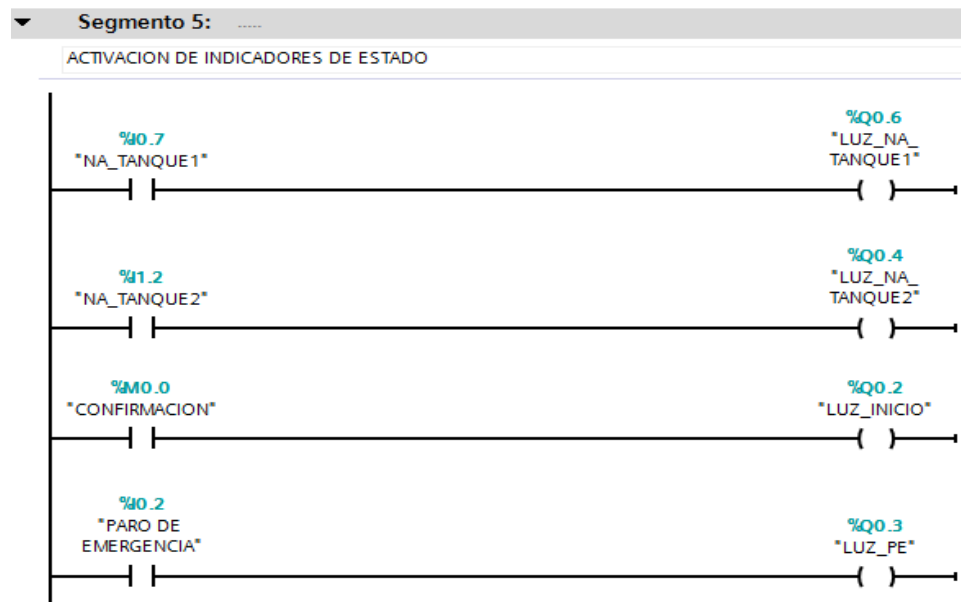 Segmento 5: .....
ACTIVACION DE INDICADORES DE ESTADO
%I0.7
"NA_TANQUE1"
%Q0.6
"LUZ_NA_
TANQUE1"
%I1.2
"NA_TANQUE2"
%Q0.4
"LUZ_NA_
TANQUE2"
%M0.0
"CONFIRMACION"
%Q0.2
"LUZ_INICIO"
%I0.2
"PARO DE
EMERGENCIA"
%Q0.3
"LUZ_PE"